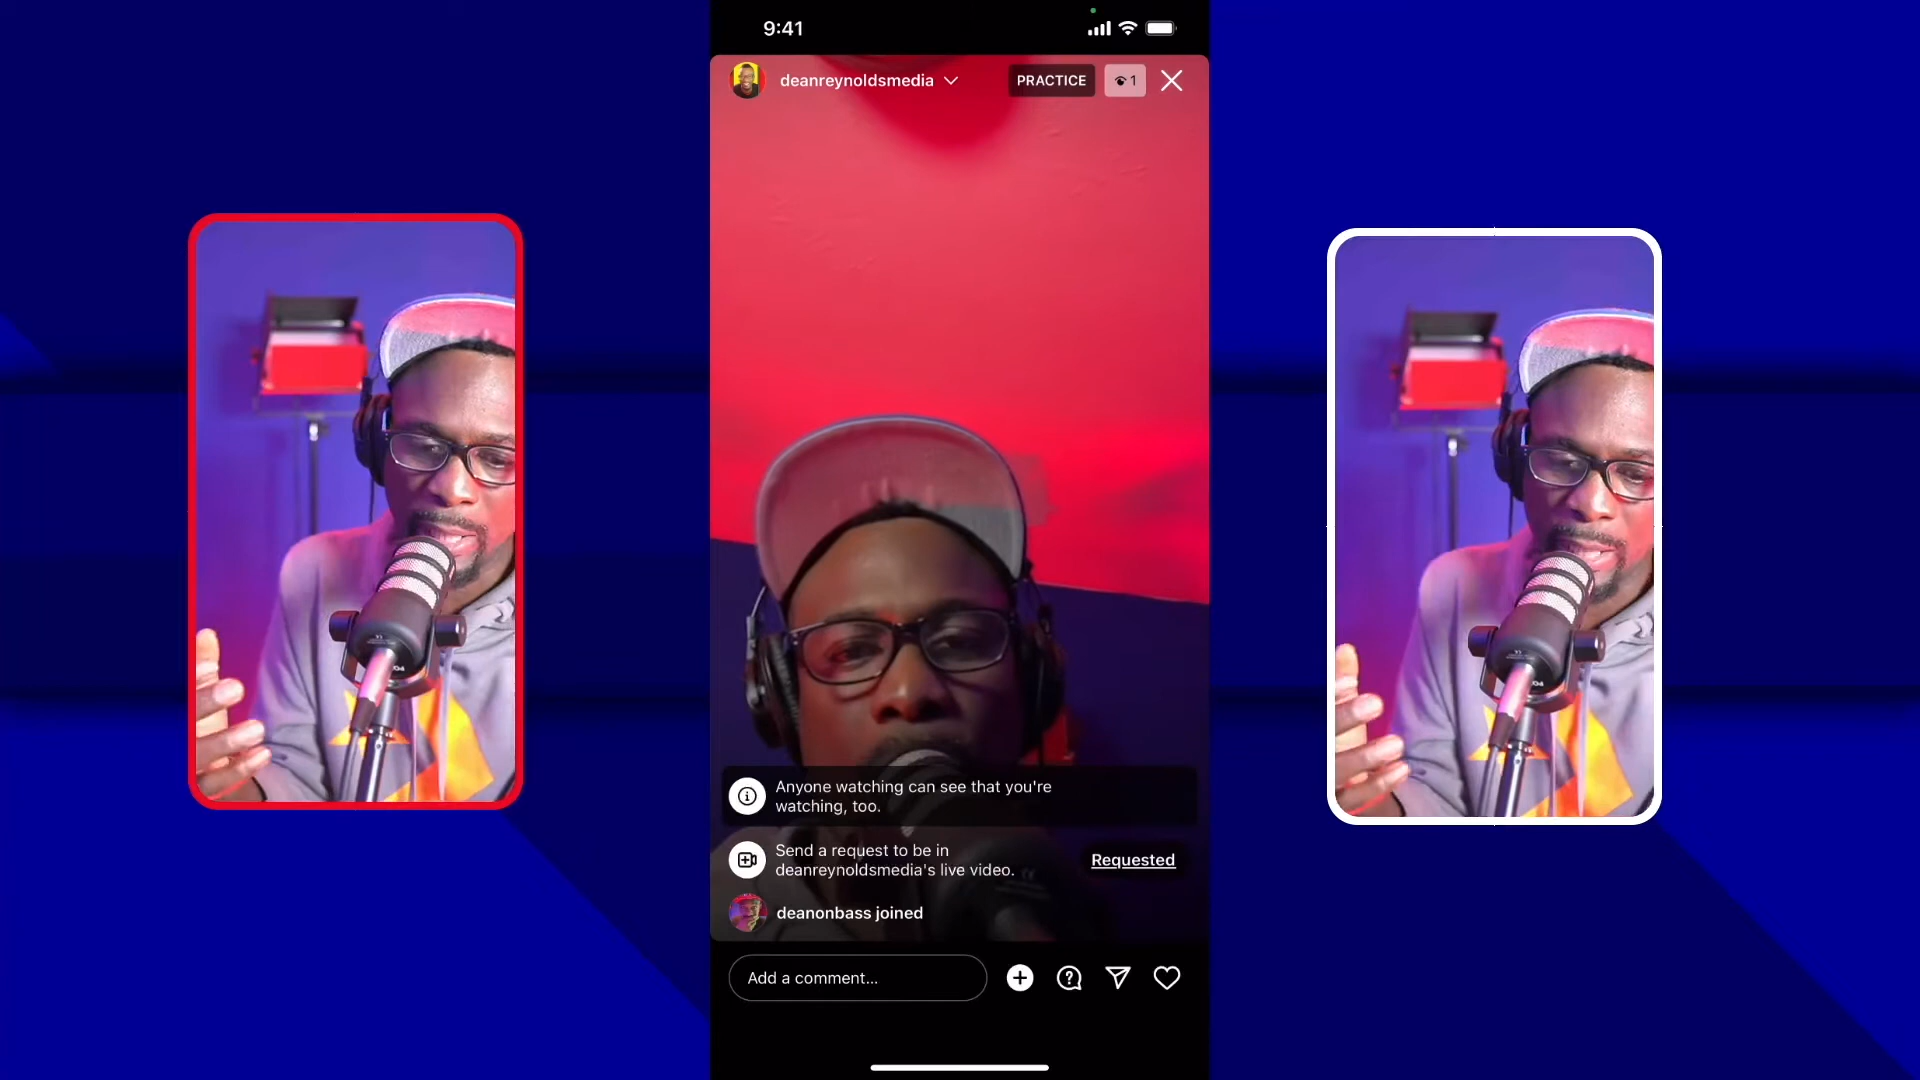 9:41
deanreynoldsmedia
PRACTICE
1
Anyone watching can see that you're
watching, too.
Send a request to be in
deanreynoldsmedia's live video.
Requested
deanonbass joined
Add a comment...